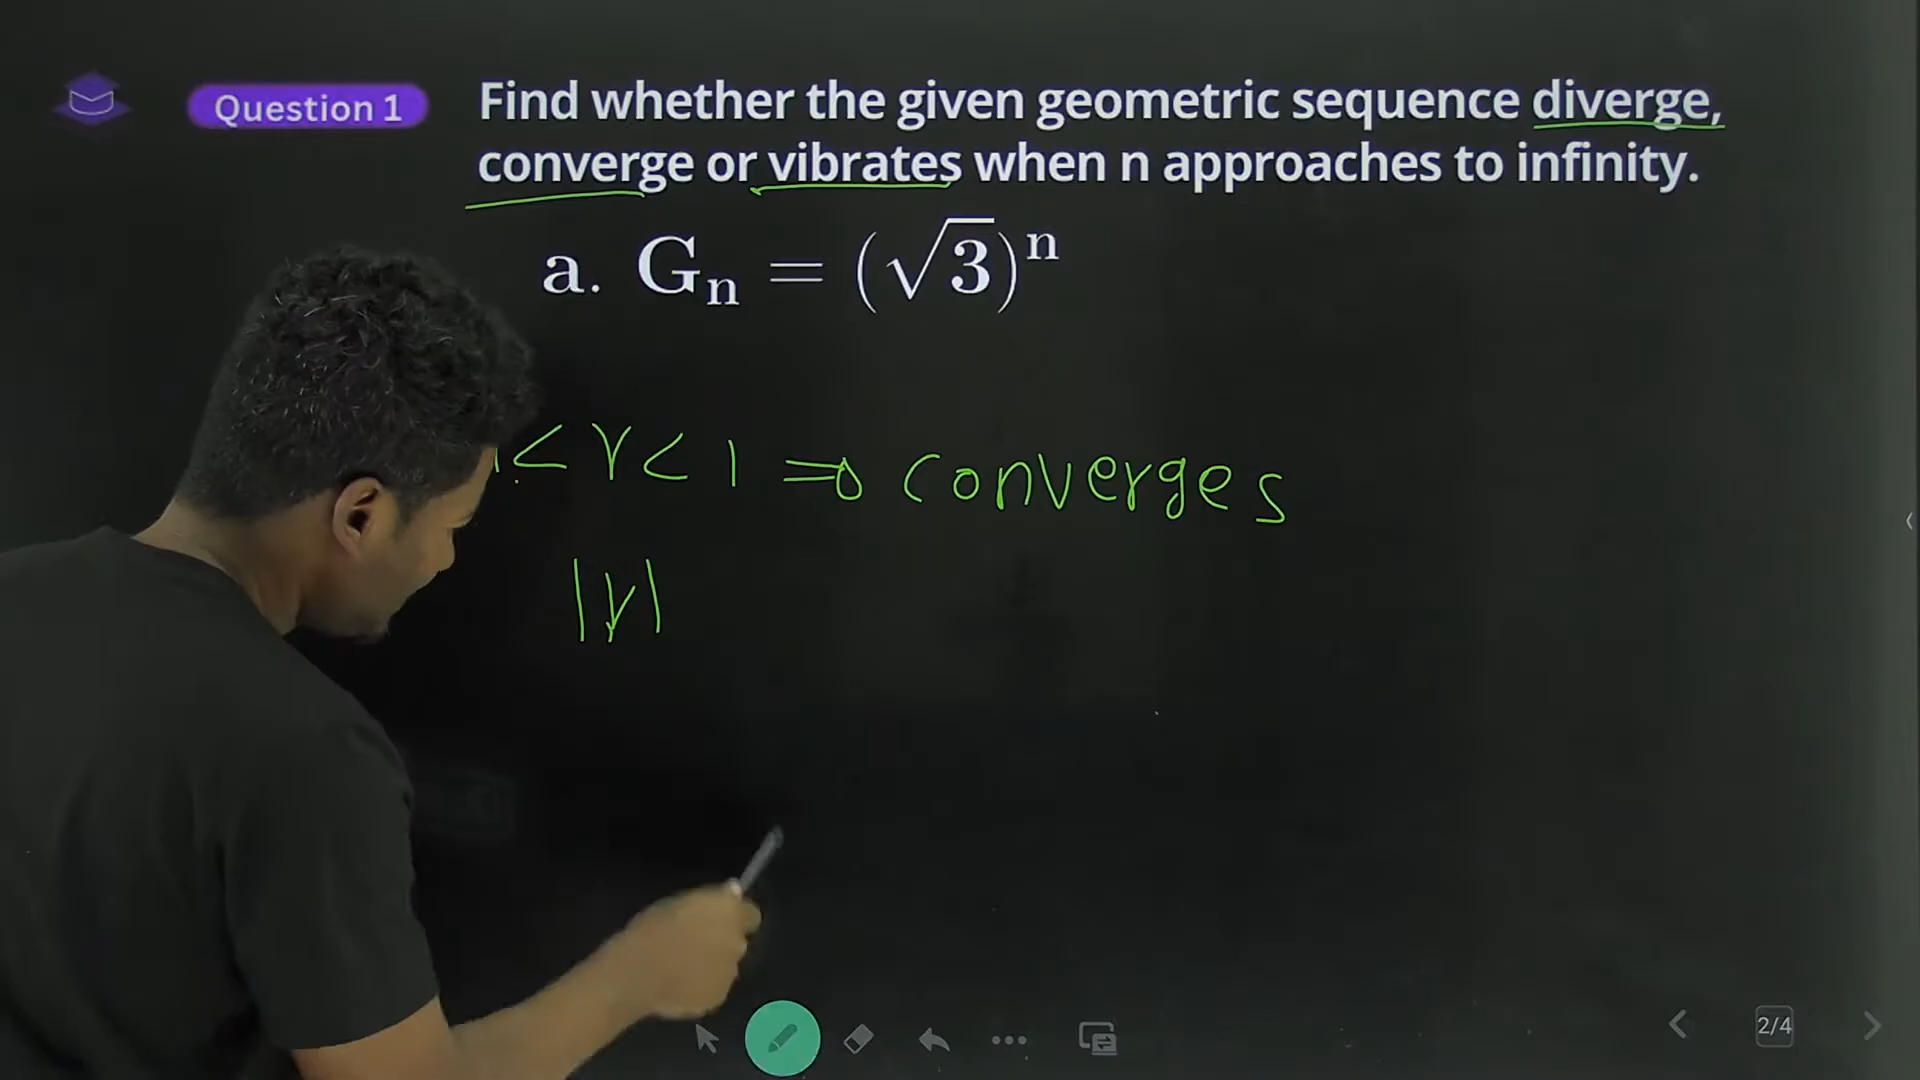 Question 1
Find whether the given geometric sequence diverge,
converge or vibrates when n approaches to infinity.
a. Gₙ = (√3)ⁿ
< r < 1 ⇒ converges
|r|
2/4